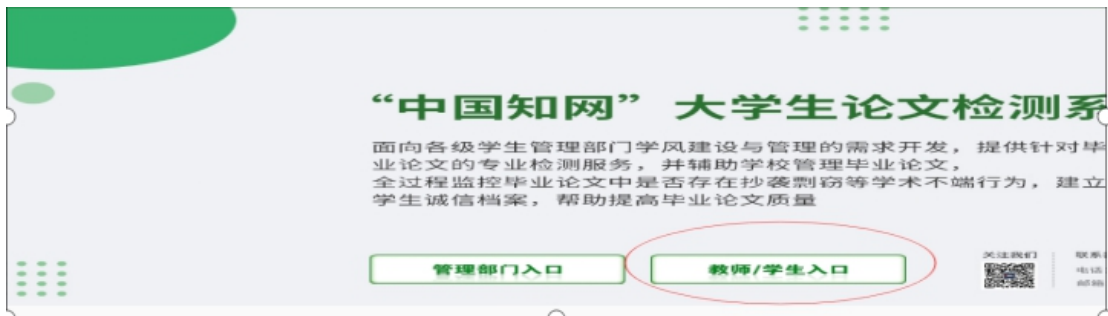 “中国知网”大学生论文检测系
面向各级学生管理部门学风建设与管理的需求开发，提供针对毕
业论文的专业检测服务，并辅助学校管理毕业论文，
全过程监控毕业论文中是否存在抄袭剽窃等学术不端行为，建立
学生诚信档案，帮助提高毕业论文质量
管理部门入口
教师/学生入口
关注我们
联系
电话
邮箱